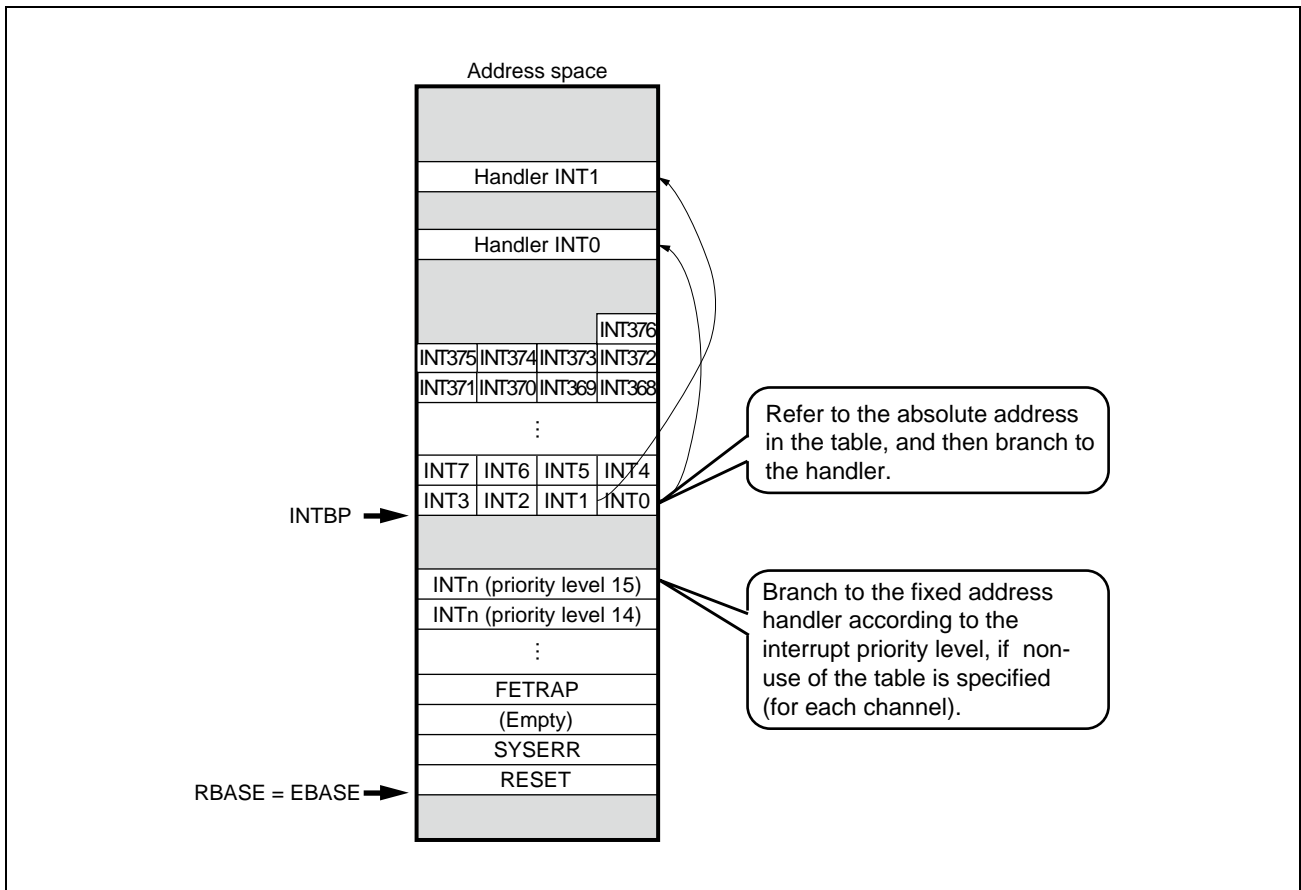 Address space
Handler INT1
Handler INT0
INT376
INT375 INT374 INT373 INT372
INT371 INT370 INT369 INT368
⋮
INT7 INT6 INT5 INT4
INT3 INT2 INT1 INT0
INTBP
Refer to the absolute address
in the table, and then branch to
the handler.
INTn (priority level 15)
INTn (priority level 14)
⋮
FETRAP
(Empty)
SYSERR
RESET
RBASE = EBASE
Branch to the fixed address
handler according to the
interrupt priority level, if non-
use of the table is specified
(for each channel).